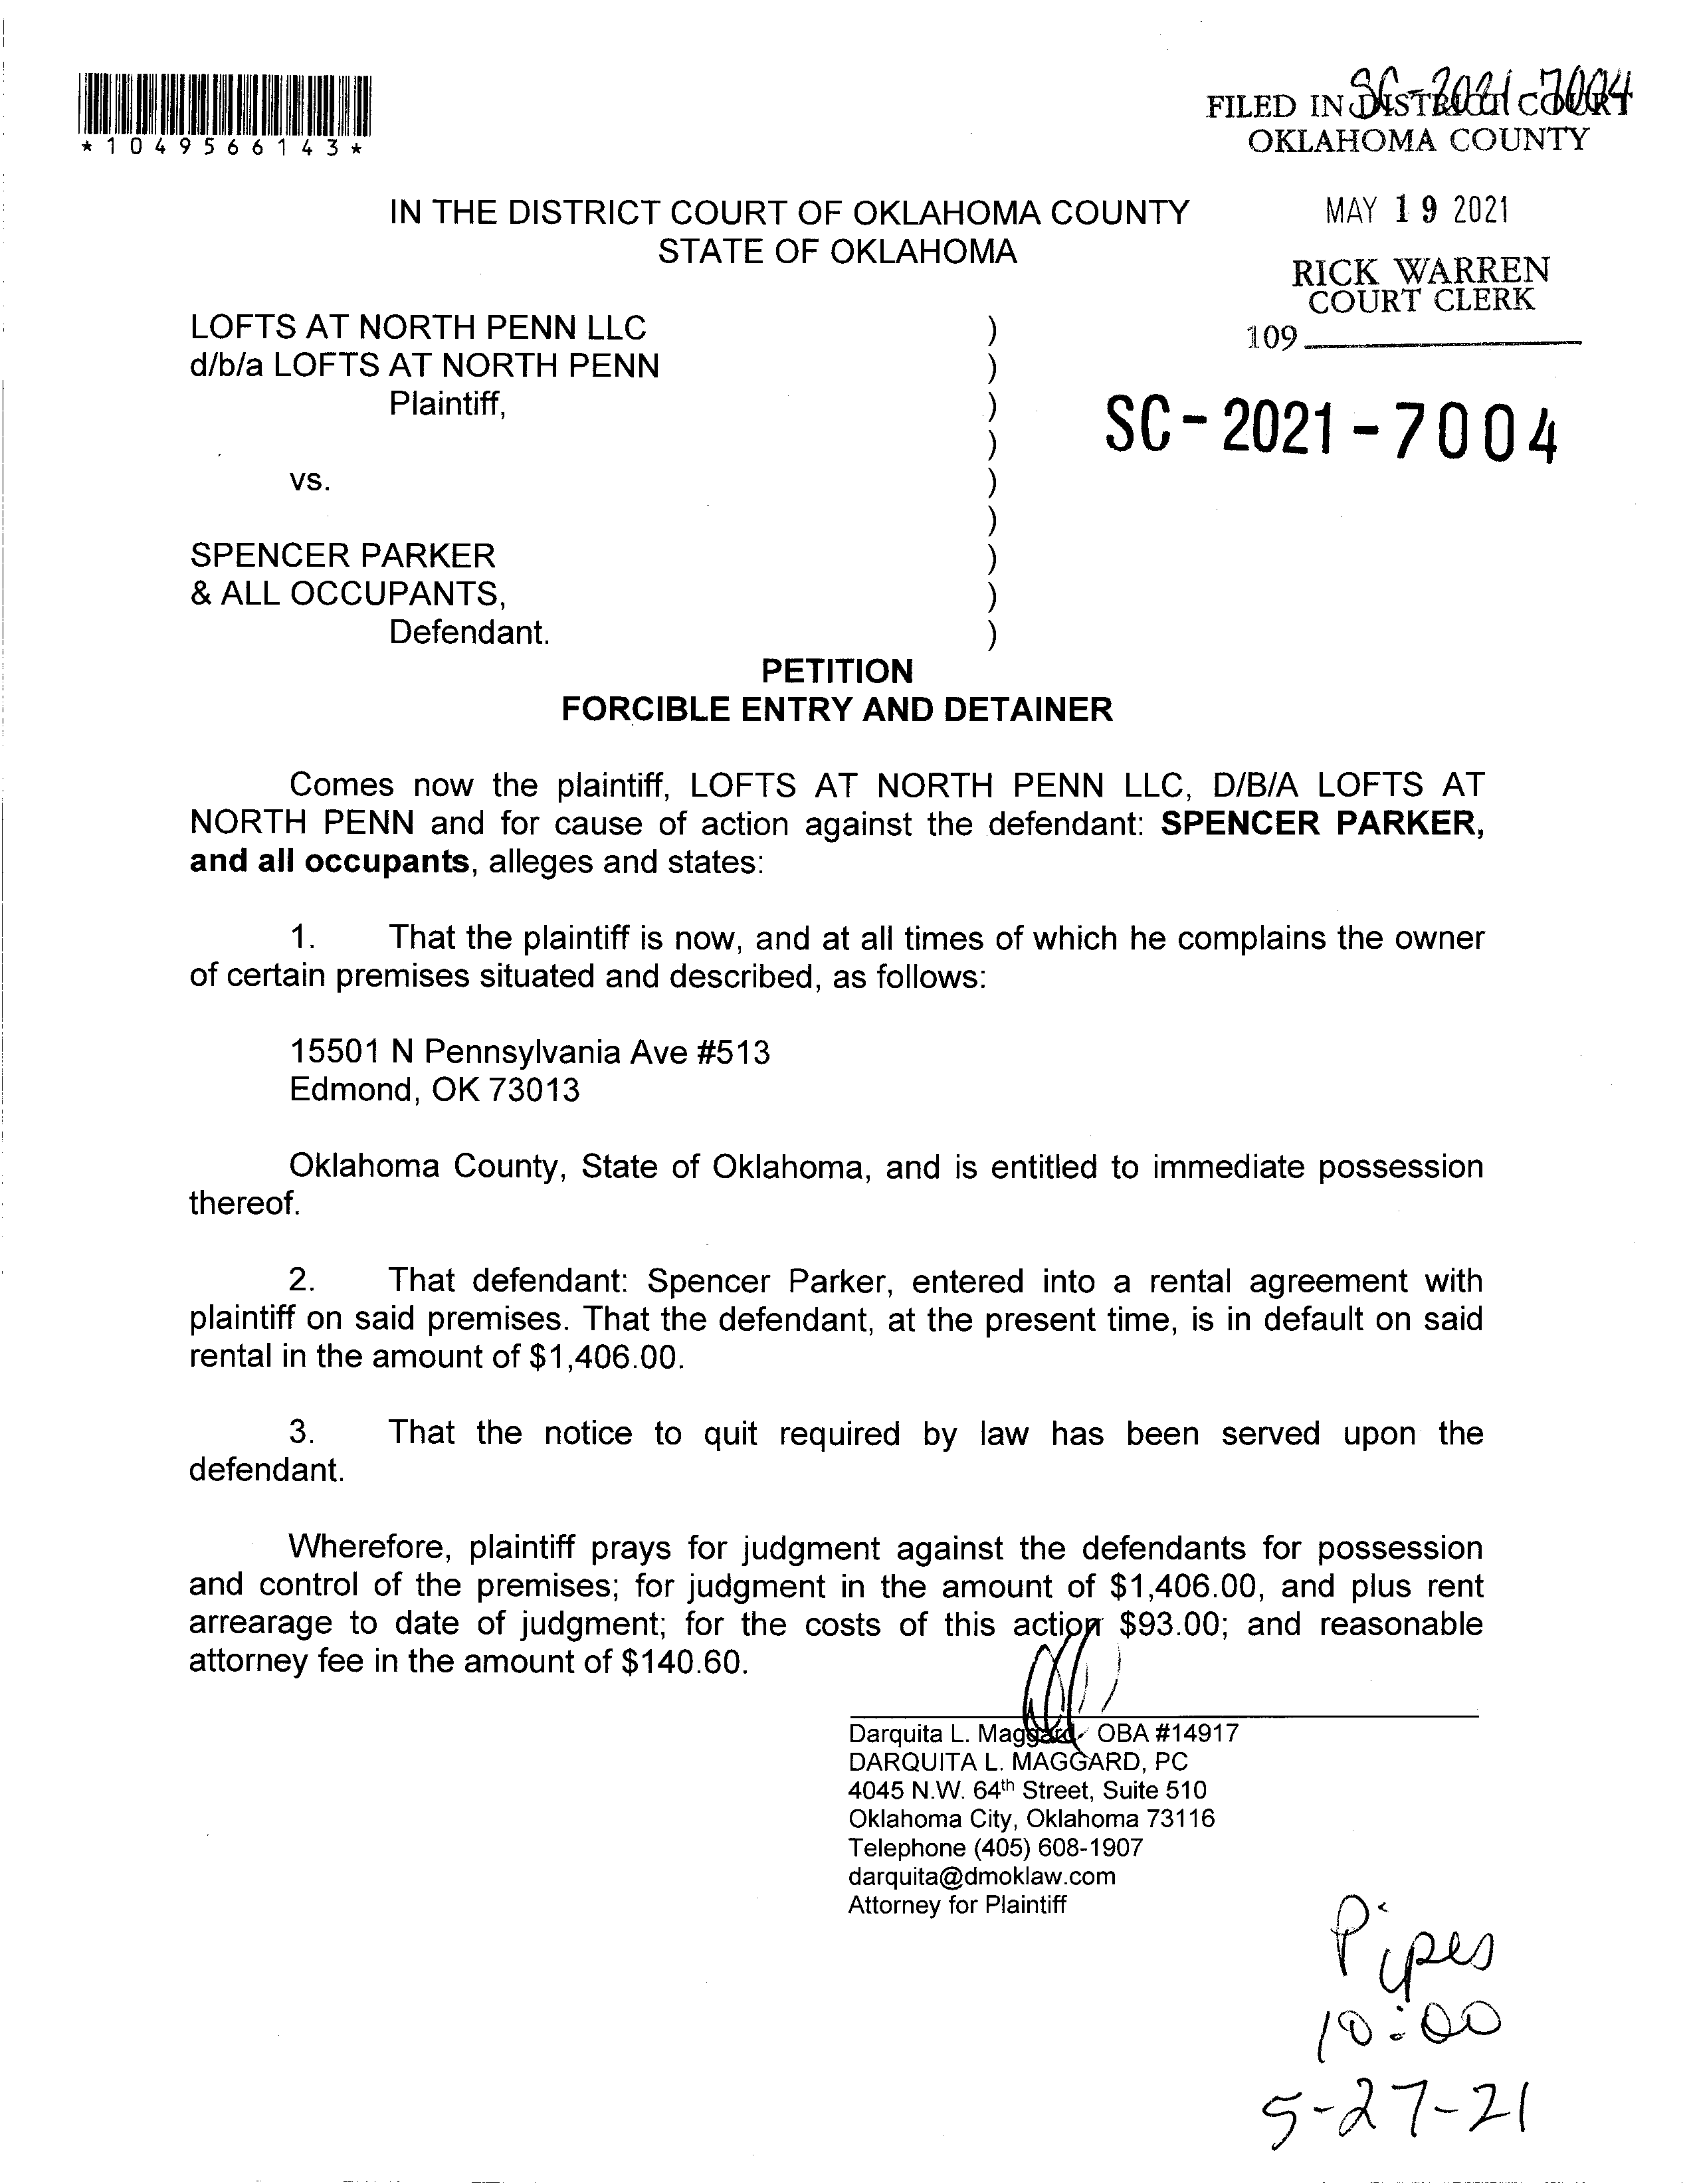 *1049566143*
SC-2021-7004
FILED IN DISTRICT COURT
OKLAHOMA COUNTY
MAY 19 2021
RICK WARREN
COURT CLERK
109
IN THE DISTRICT COURT OF OKLAHOMA COUNTY
STATE OF OKLAHOMA
LOFTS AT NORTH PENN LLC )
d/b/a LOFTS AT NORTH PENN )
Plaintiff, )
)
vs. )
)
SPENCER PARKER )
& ALL OCCUPANTS, )
Defendant. )
SC-2021-7004
PETITION
FORCIBLE ENTRY AND DETAINER
Comes now the plaintiff, LOFTS AT NORTH PENN LLC, D/B/A LOFTS AT
NORTH PENN and for cause of action against the defendant: SPENCER PARKER,
and all occupants, alleges and states:
1. That the plaintiff is now, and at all times of which he complains the owner
of certain premises situated and described, as follows:
15501 N Pennsylvania Ave #513
Edmond, OK 73013
Oklahoma County, State of Oklahoma, and is entitled to immediate possession
thereof.
2. That defendant: Spencer Parker, entered into a rental agreement with
plaintiff on said premises. That the defendant, at the present time, is in default on said
rental in the amount of $1,406.00.
3. That the notice to quit required by law has been served upon the
defendant.
Wherefore, plaintiff prays for judgment against the defendants for possession
and control of the premises; for judgment in the amount of $1,406.00, and plus rent
arrearage to date of judgment; for the costs of this action $93.00; and reasonable
attorney fee in the amount of $140.60.
Darquita L. Maggard OBA #14917
DARQUITA L. MAGGARD, PC
4045 N.W. 64th Street, Suite 510
Oklahoma City, Oklahoma 73116
Telephone (405) 608-1907
darquita@dmoklaw.com
Attorney for Plaintiff
Pipes
10:00
5-27-21